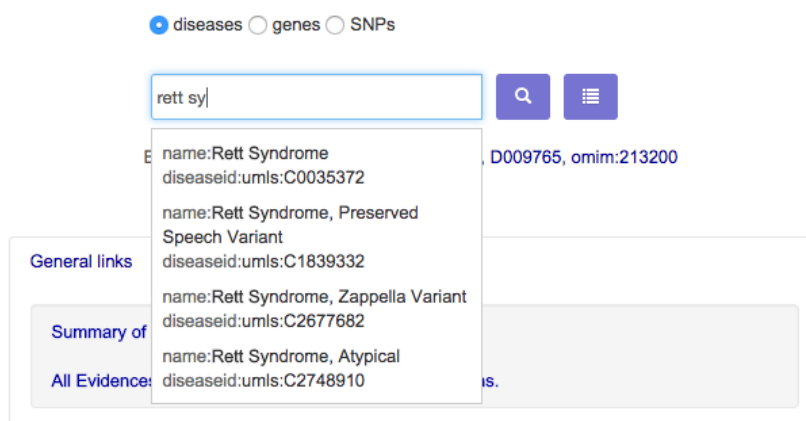 diseases genes SNPs
rett sy
E , D009765, omim:213200
name:Rett Syndrome
diseaseid:umls:C0035372
name:Rett Syndrome, Preserved
Speech Variant
diseaseid:umls:C1839332
General links
name:Rett Syndrome, Zappella Variant
diseaseid:umls:C2677682
Summary of
name:Rett Syndrome, Atypical
diseaseid:umls:C2748910
All Evidences ns.